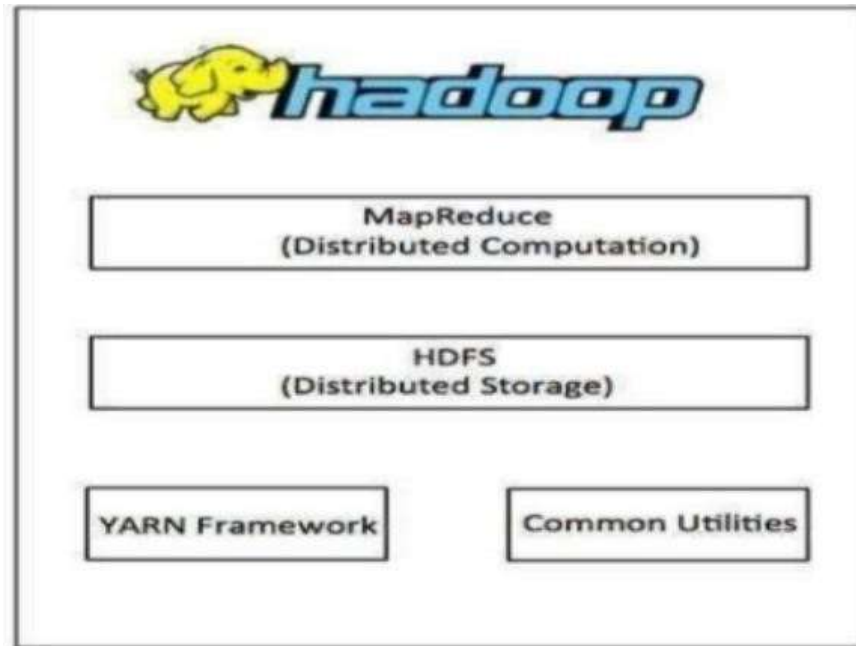 hadoop
MapReduce
(Distributed Computation)
HDFS
(Distributed Storage)
YARN Framework
Common Utilities